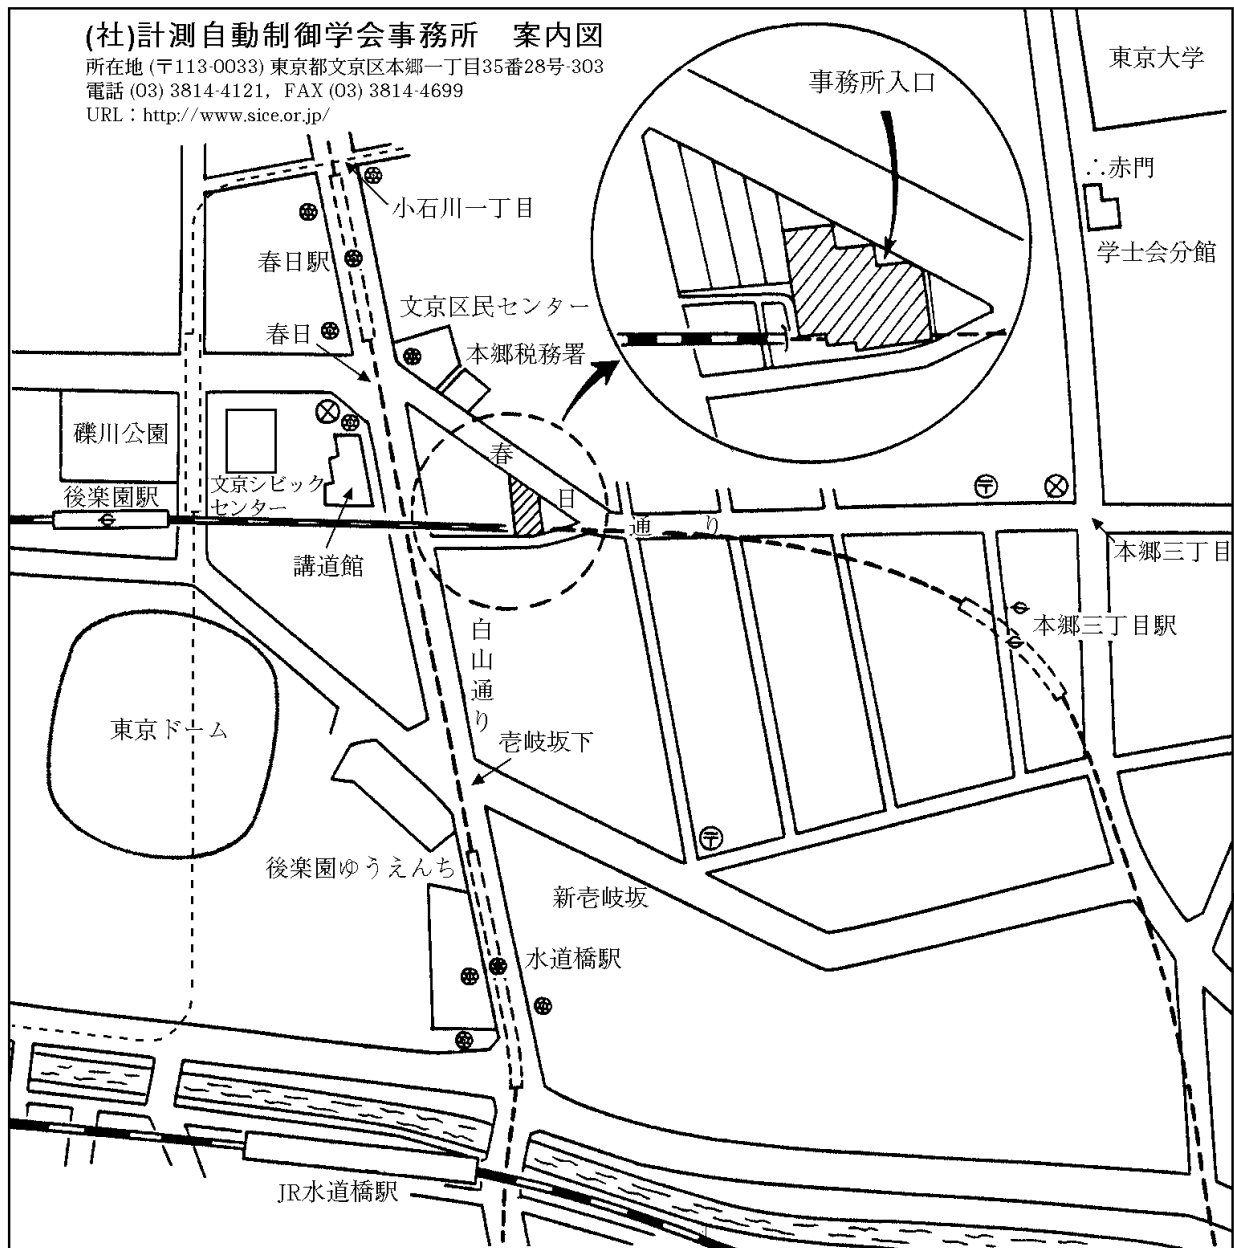 (社)計測自動制御学会事務所　案内図
所在地 (〒113-0033) 東京都文京区本郷一丁目35番28号-303
電話 (03) 3814-4121，FAX (03) 3814-4699
URL：http://www.sice.or.jp/
事務所入口
東京大学
∴赤門
学士会分館
小石川一丁目
春日駅
文京区民センター
春日
本郷税務署
礫川公園
文京シビック
センター
後楽園駅
春日通り
〒
講道館
本郷三丁目
本郷三丁目駅
白山通り
東京ドーム
壱岐坂下
〒
後楽園ゆうえんち
新壱岐坂
水道橋駅
JR水道橋駅